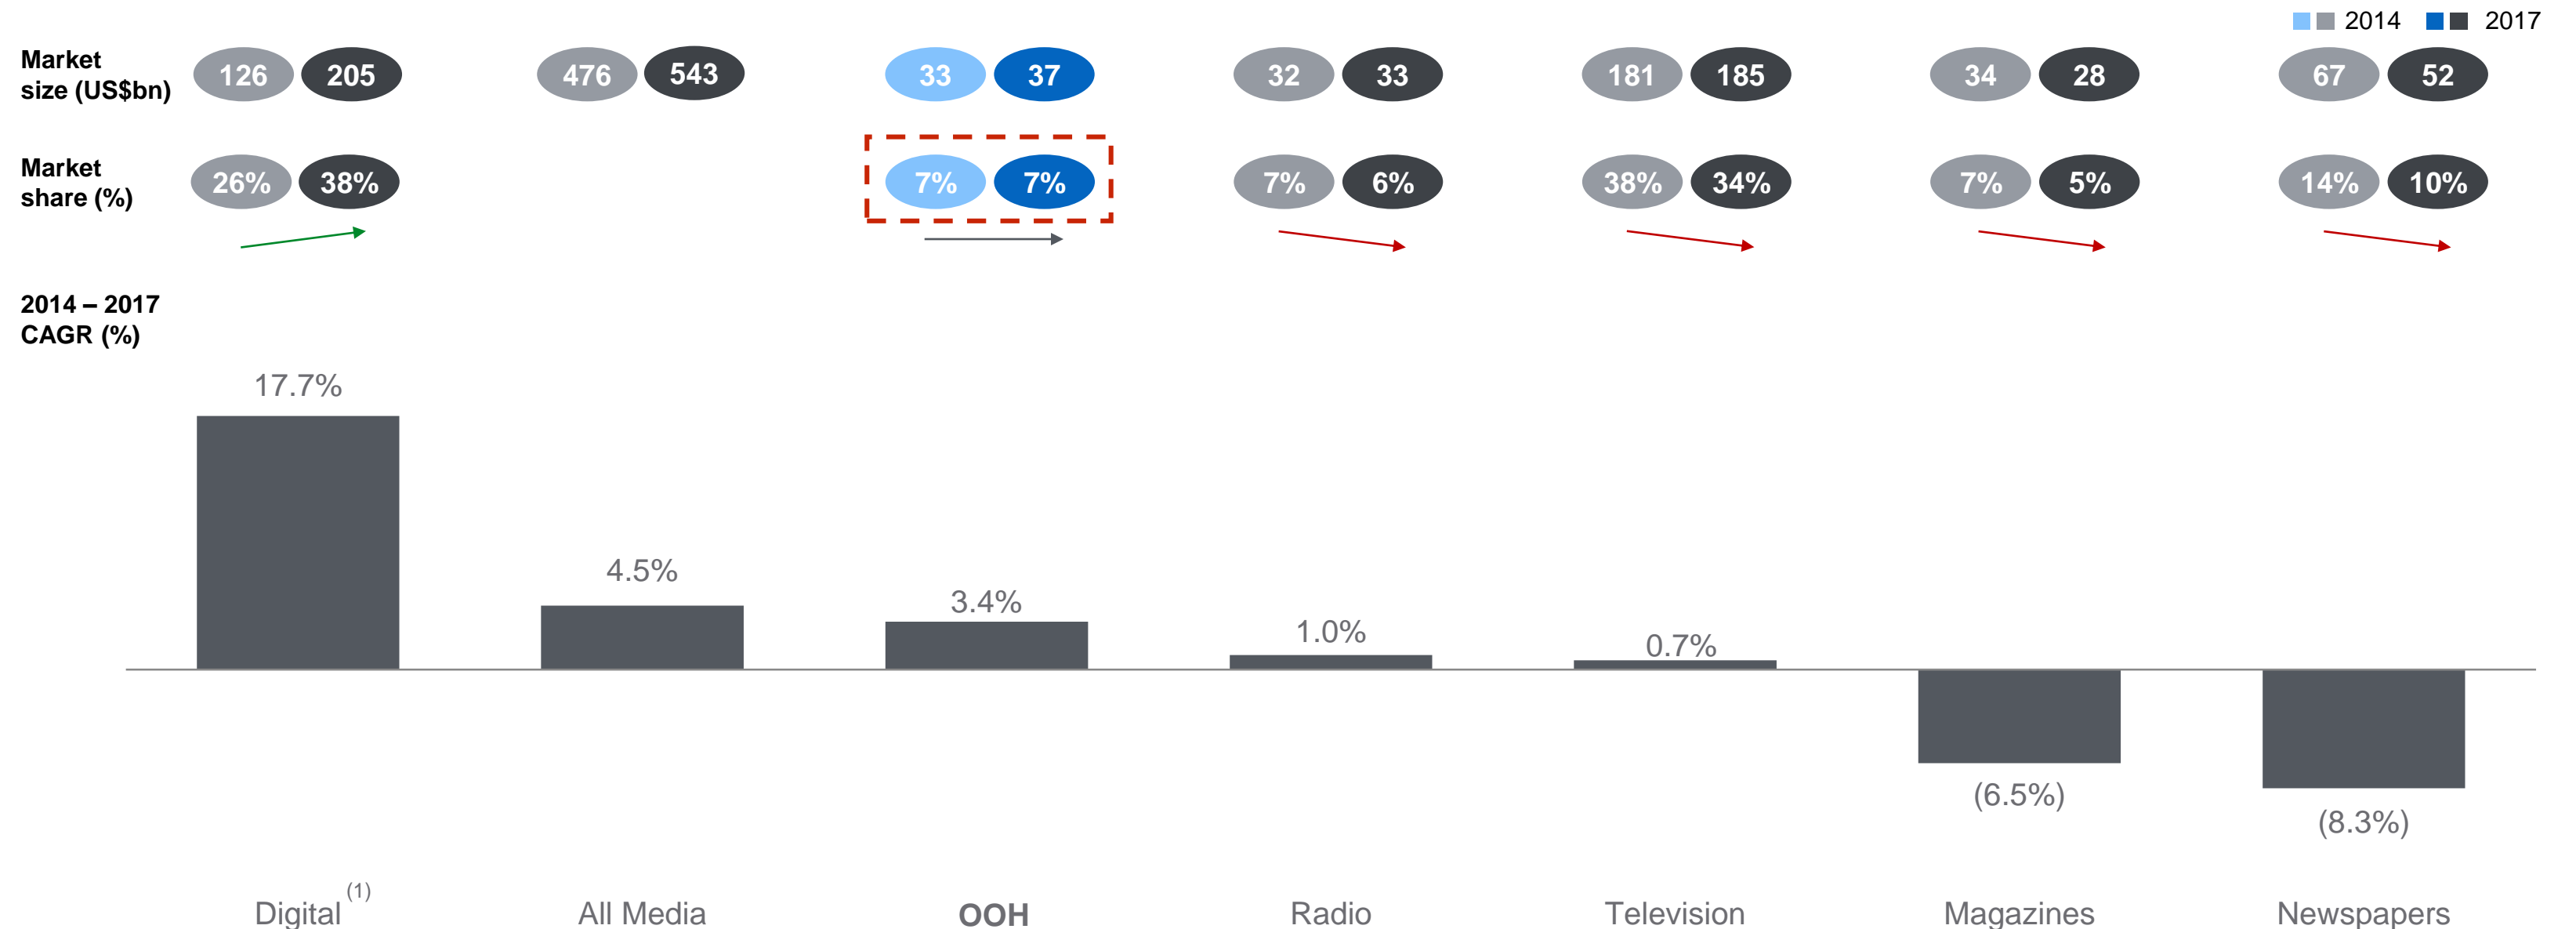 2014 2017
Market
size (US$bn)
126 205 476 543 33 37 32 33 181 185 34 28 67 52
Market
share (%)
26% 38% 7% 7% 7% 6% 38% 34% 7% 5% 14% 10%
2014 – 2017
CAGR (%)
17.7%
4.5%
3.4%
1.0%
0.7%
(6.5%)
(8.3%)
Digital (1) All Media OOH Radio Television Magazines Newspapers